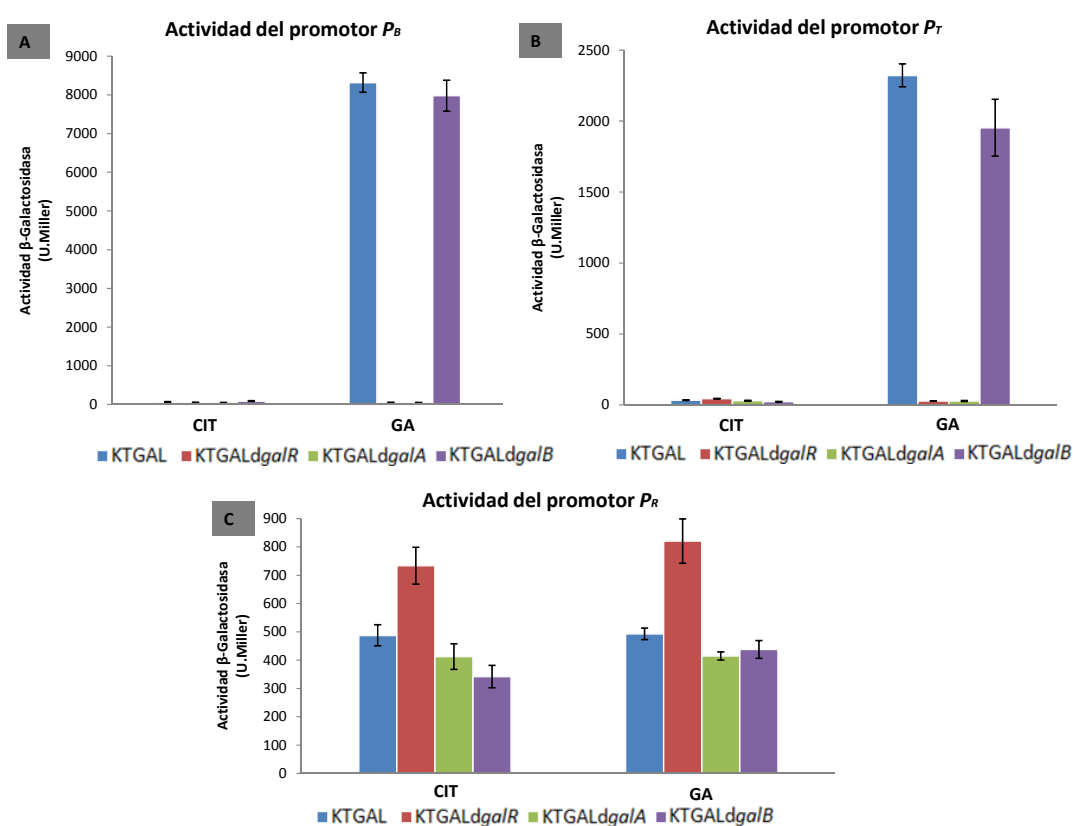 A
Actividad del promotor PB
9000
8000
7000
6000
5000
4000
3000
2000
1000
0
Actividad β-Galactosidasa
(U.Miller)
CIT
GA
KTGAL
KTGALdgalR
KTGALdgalA
KTGALdgalB
B
Actividad del promotor PT
2500
2000
1500
1000
500
0
Actividad β-Galactosidasa
(U.Miller)
CIT
GA
KTGAL
KTGALdgalR
KTGALdgalA
KTGALdgalB
C
Actividad del promotor PR
900
800
700
600
500
400
300
200
100
0
Actividad β-Galactosidasa
(U.Miller)
CIT
GA
KTGAL
KTGALdgalR
KTGALdgalA
KTGALdgalB